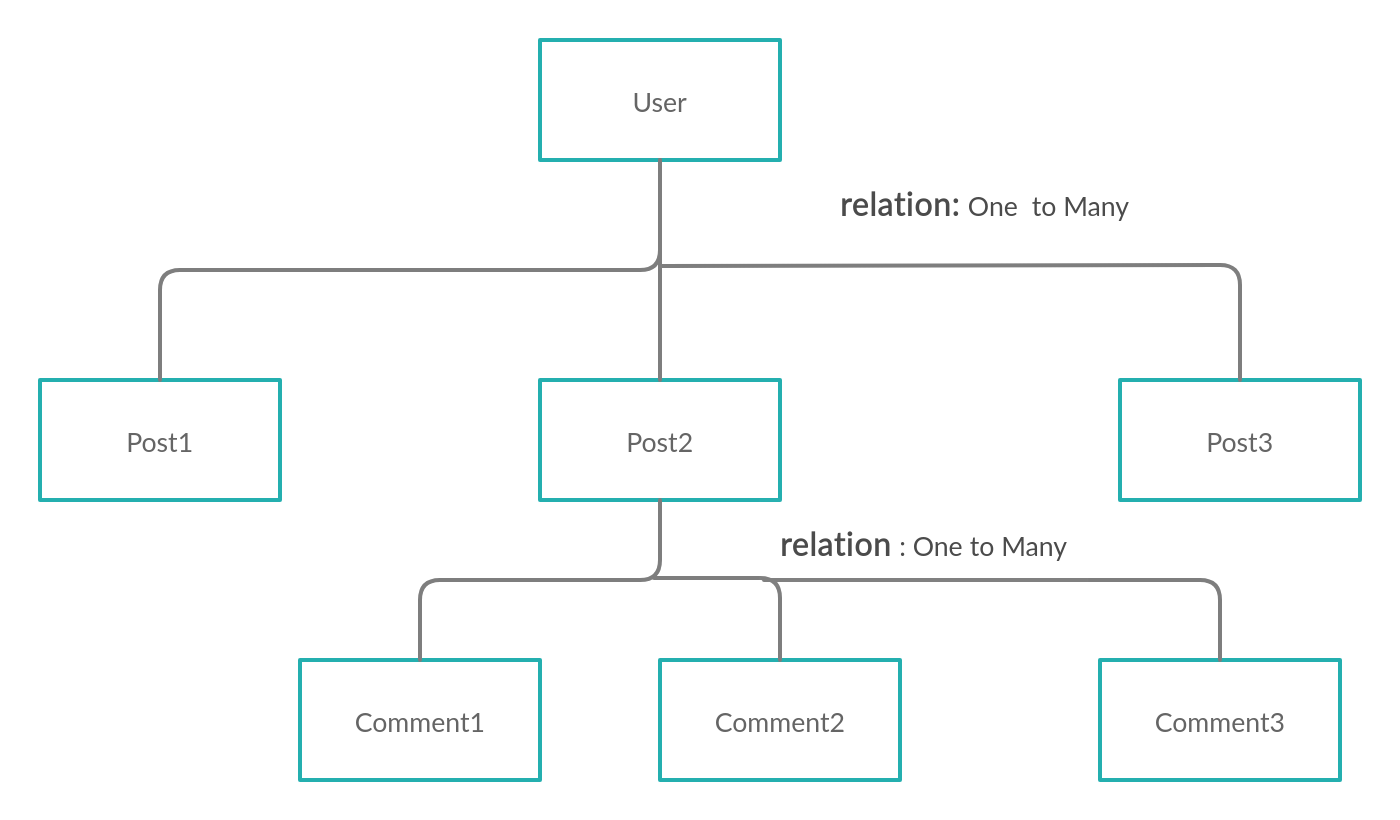 User
relation: One to Many
Post1
Post2
Post3
relation : One to Many
Comment1
Comment2
Comment3